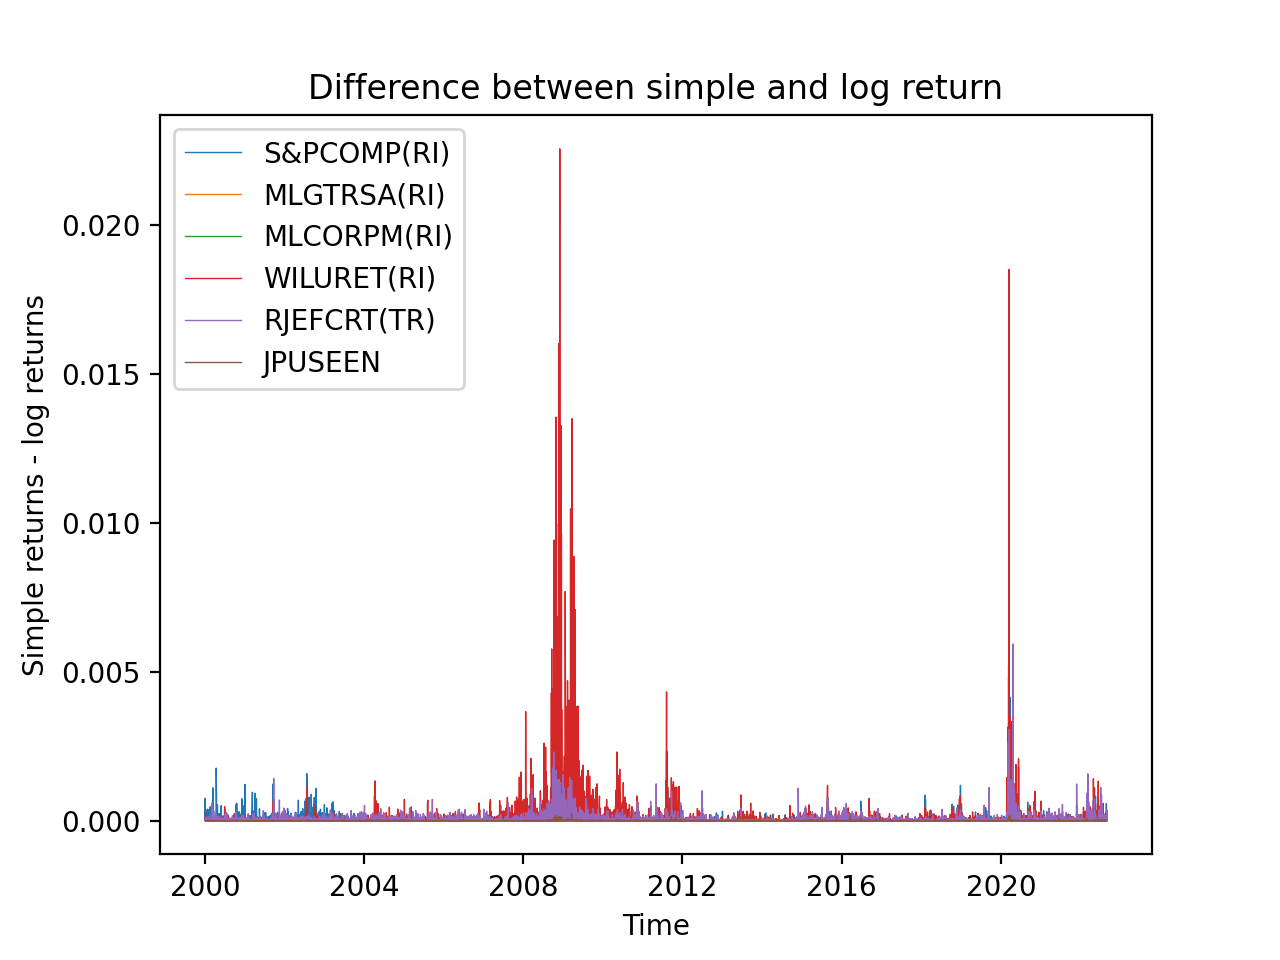 Difference between simple and log return
S&PCOMP(RI)
MLGTRSA(RI)
MLCORPM(RI)
WILURET(RI)
RJEFCRT(TR)
JPUSEEN
Simple returns - log returns
0.020
0.015
0.010
0.005
0.000
2000 2004 2008 2012 2016 2020
Time